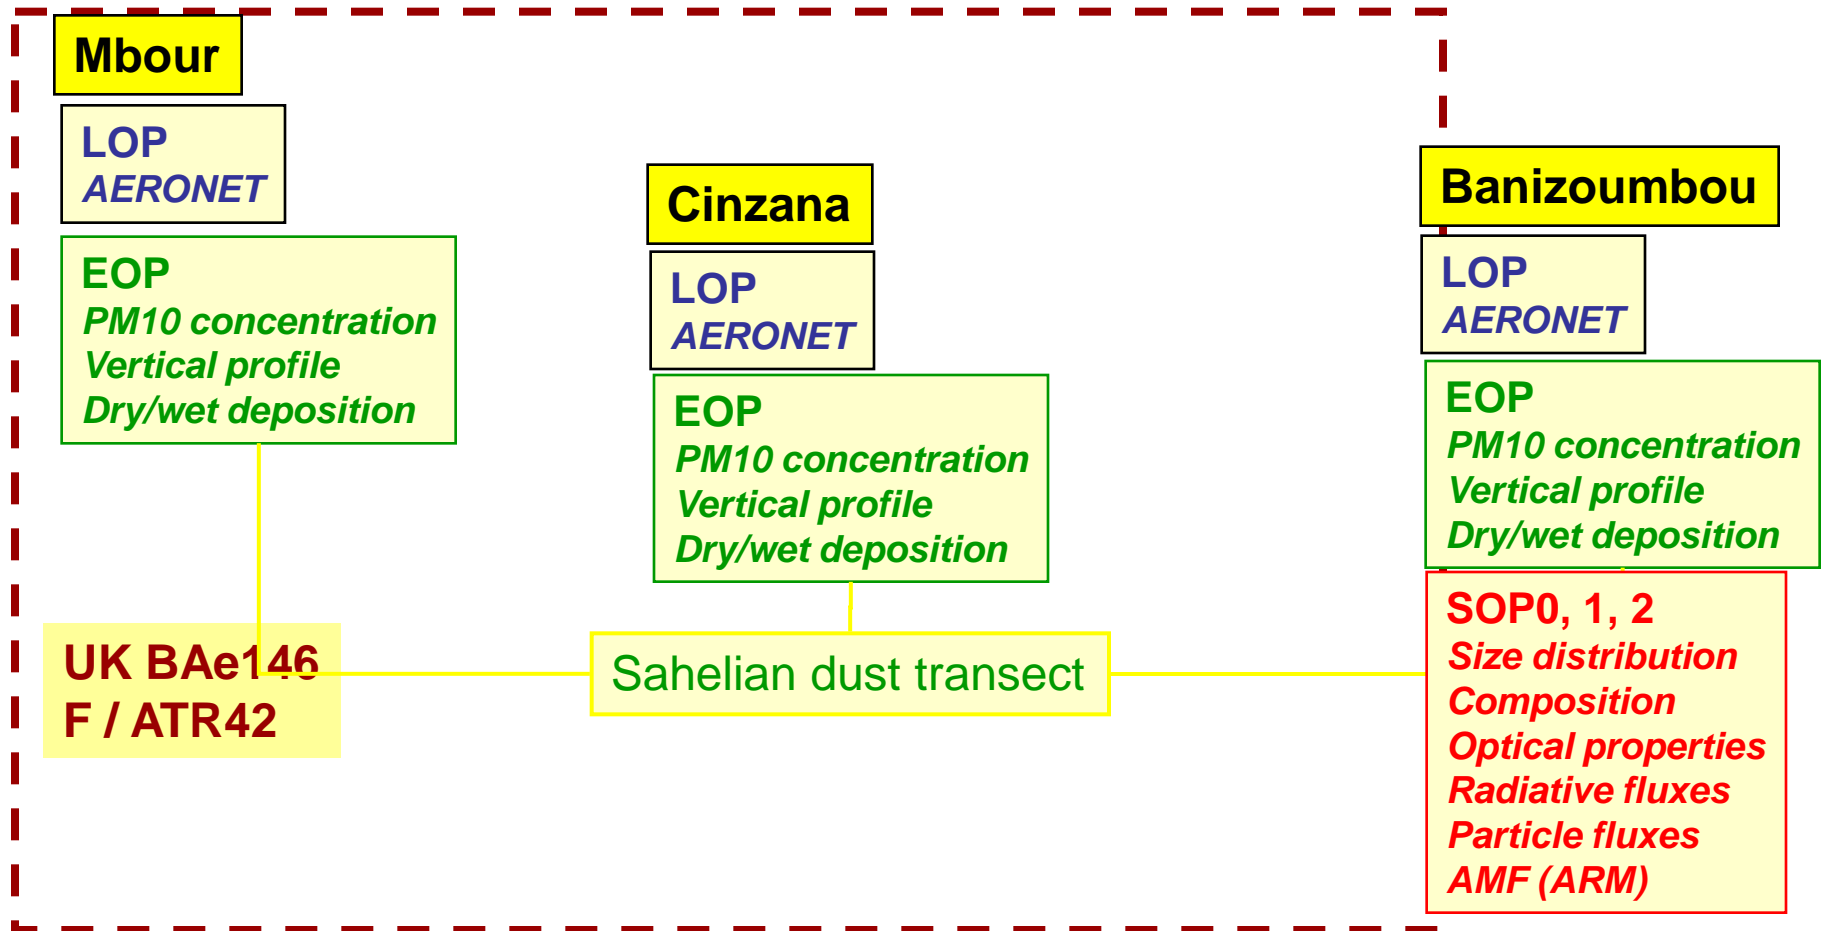 Mbour
LOP
AERONET
EOP
PM10 concentration
Vertical profile
Dry/wet deposition
UK BAe146
F / ATR42
Cinzana
LOP
AERONET
EOP
PM10 concentration
Vertical profile
Dry/wet deposition
Sahelian dust transect
Banizoumbou
LOP
AERONET
EOP
PM10 concentration
Vertical profile
Dry/wet deposition
SOP0, 1, 2
Size distribution
Composition
Optical properties
Radiative fluxes
Particle fluxes
AMF (ARM)